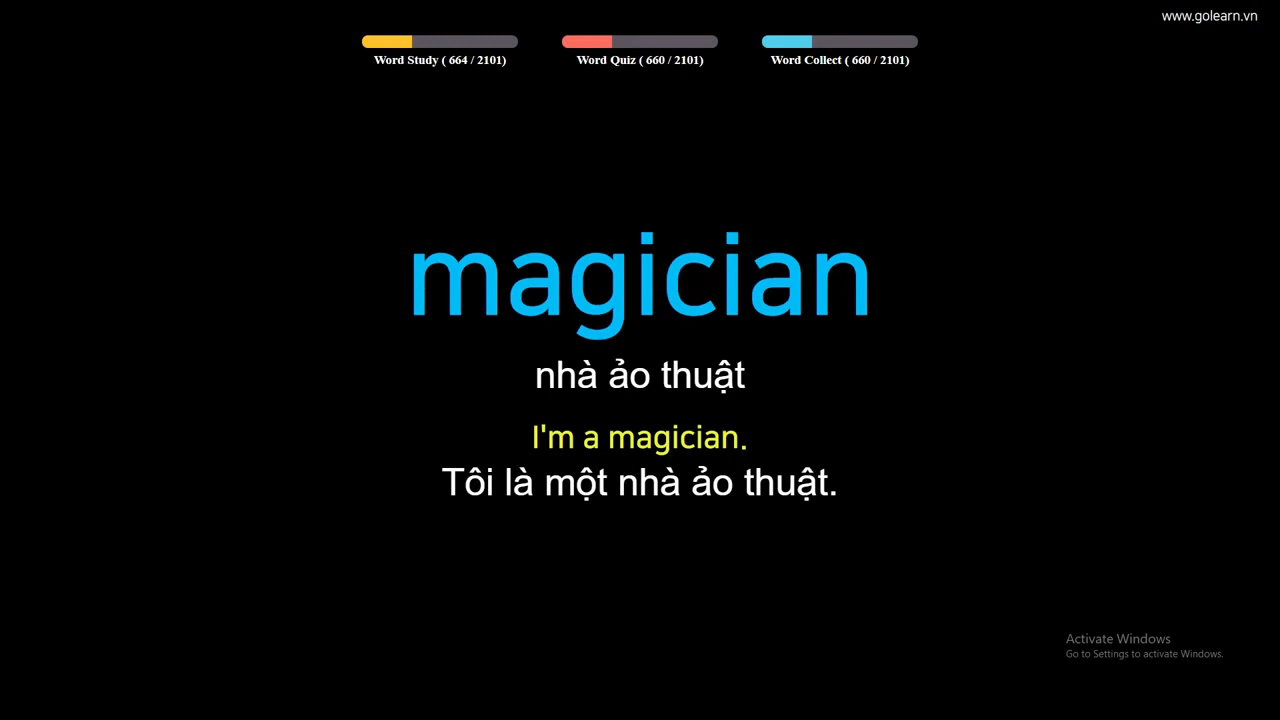 www.golearn.vn
Word Study ( 664 / 2101)
Word Quiz ( 660 / 2101)
Word Collect ( 660 / 2101)
magician
nhà ảo thuật
I'm a magician.
Tôi là một nhà ảo thuật.
Activate Windows
Go to Settings to activate Windows.